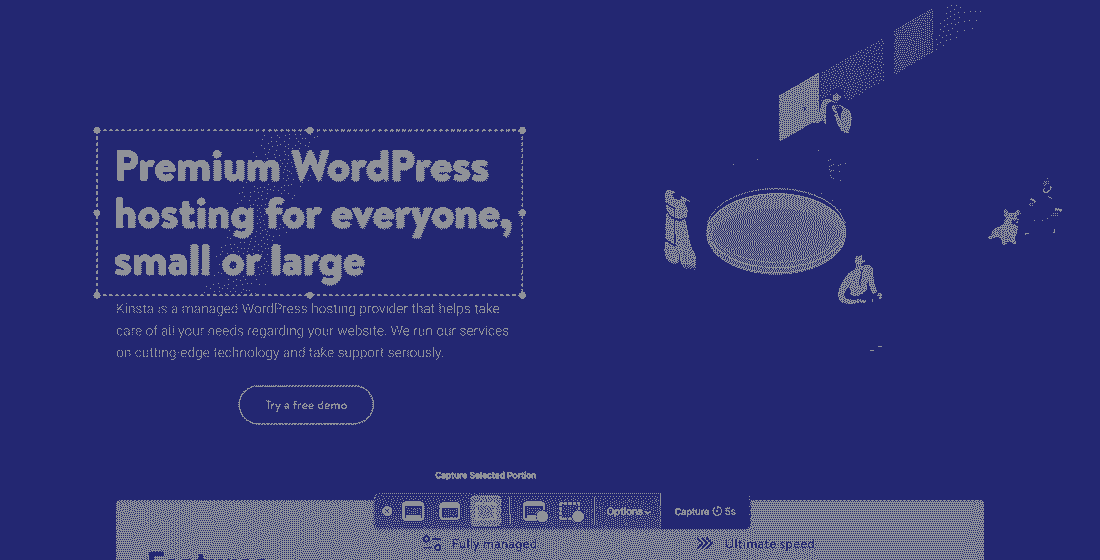 Premium WordPress
hosting for everyone,
small or large
Kinsta is a managed WordPress hosting provider that helps take
care of all your needs regarding your website. We run our services
on cutting-edge technology and take support seriously.
Try a free demo
Capture Selected Portion
Options
Capture 5s
Fully managed
Ultimate speed